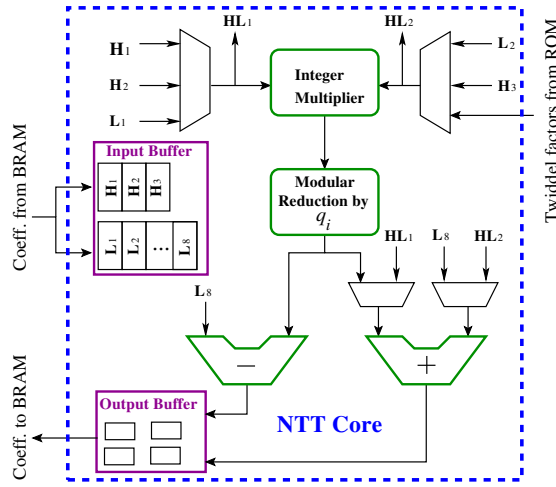 HL1
HL2
H1
H2
L1
Integer
Multiplier
L2
H3
Twiddel factors from ROM
Input Buffer
H1 H2 H3
L1 L2 ... L8
Coeff. from BRAM
Modular
Reduction by
qi
HL1
L8
HL2
L8
−
+
Output Buffer
Coeff. to BRAM
NTT Core